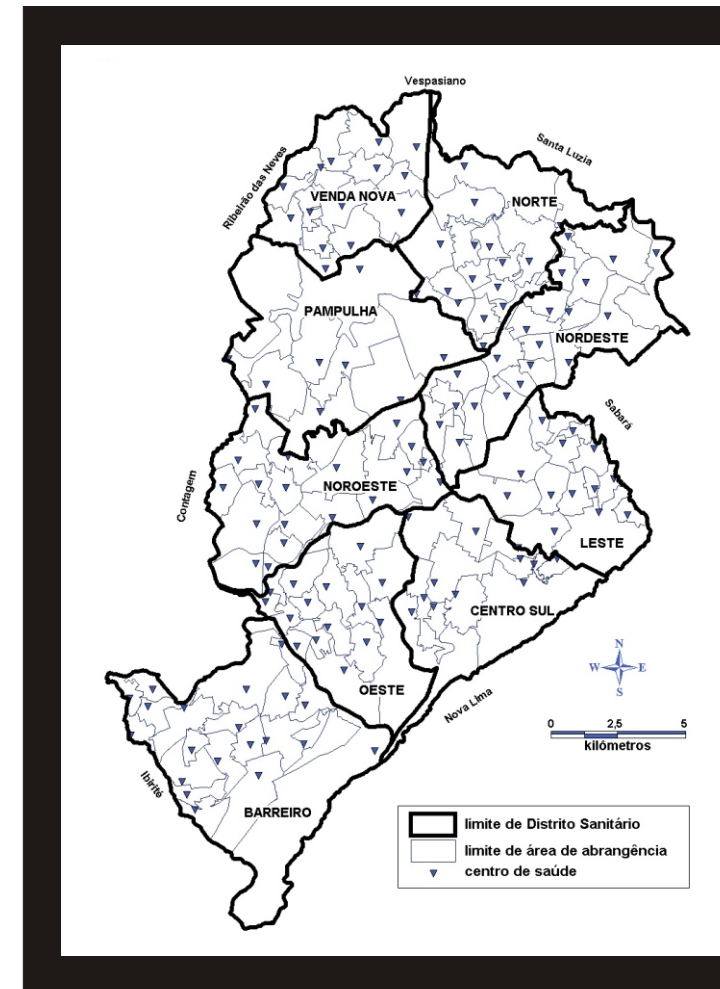 Vespasiano
Santa Luzia
Ribeirão das Neves
VENDA NOVA
NORTE
PAMPULHA
NORDESTE
Sabará
Contagem
NOROESTE
LESTE
CENTRO SUL
N
W E
S
OESTE
Nova Lima
0 2,5 5
kilómetros
Ibirité
BARREIRO
limite de Distrito Sanitário
limite de área de abrangência
centro de saúde